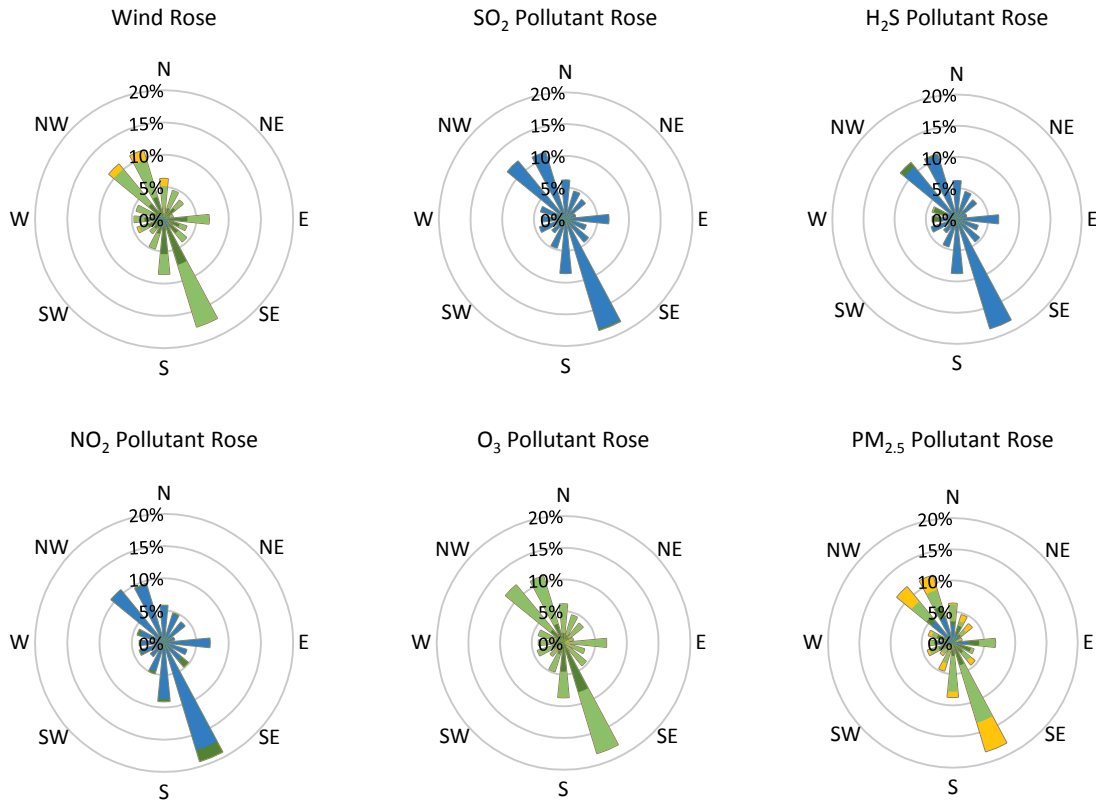 Wind Rose
N
20%
15%
10%
5%
0%
NW
NE
W
E
SW
SE
S
SO₂ Pollutant Rose
N
20%
15%
10%
5%
0%
NW
NE
W
E
SW
SE
S
H₂S Pollutant Rose
N
20%
15%
10%
5%
0%
NW
NE
W
E
SW
SE
S
NO₂ Pollutant Rose
N
20%
15%
10%
5%
0%
NW
NE
W
E
SW
SE
S
O₃ Pollutant Rose
N
20%
15%
10%
5%
0%
NW
NE
W
E
SW
SE
S
PM₂.₅ Pollutant Rose
N
20%
15%
10%
5%
0%
NW
NE
W
E
SW
SE
S